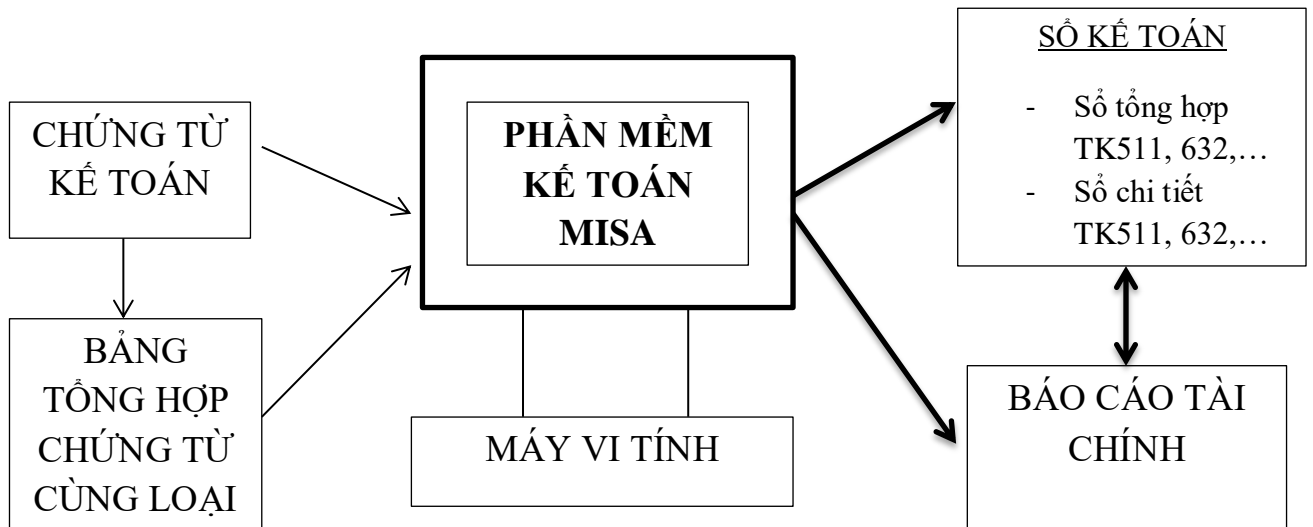 CHỨNG TỪ
KẾ TOÁN
BẢNG
TỔNG HỢP
CHỨNG TỪ
CÙNG LOẠI
PHẦN MỀM
KẾ TOÁN
MISA
MÁY VI TÍNH
SỔ KẾ TOÁN
- Sổ tổng hợp
TK511, 632,…
- Sổ chi tiết
TK511, 632,…
BÁO CÁO TÀI
CHÍNH